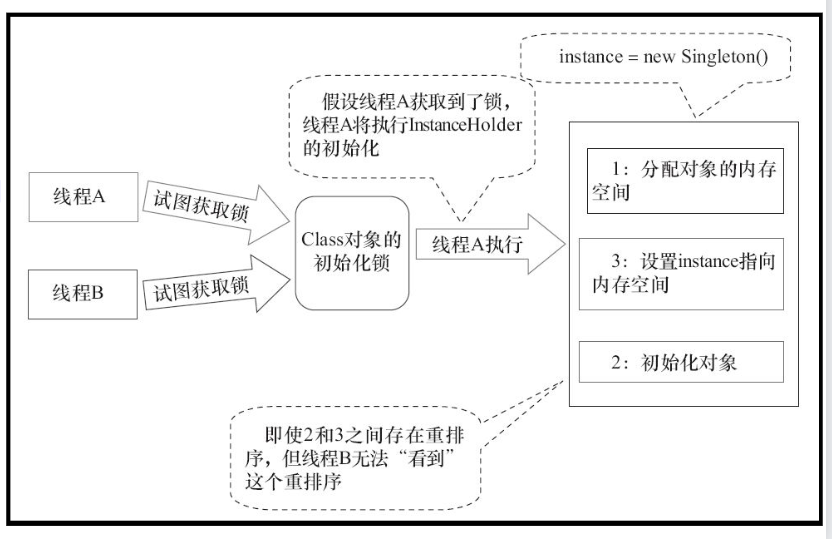 instance = new Singleton()
假设线程A获取到了锁，
线程A将执行InstanceHolder
的初始化
线程A
试图获取锁
线程B
试图获取锁
Class对象的
初始化锁
线程A执行
1：分配对象的内存
空间
3：设置instance指向
内存空间
2：初始化对象
即使2和3之间存在重排
序，但线程B无法“看到”
这个重排序